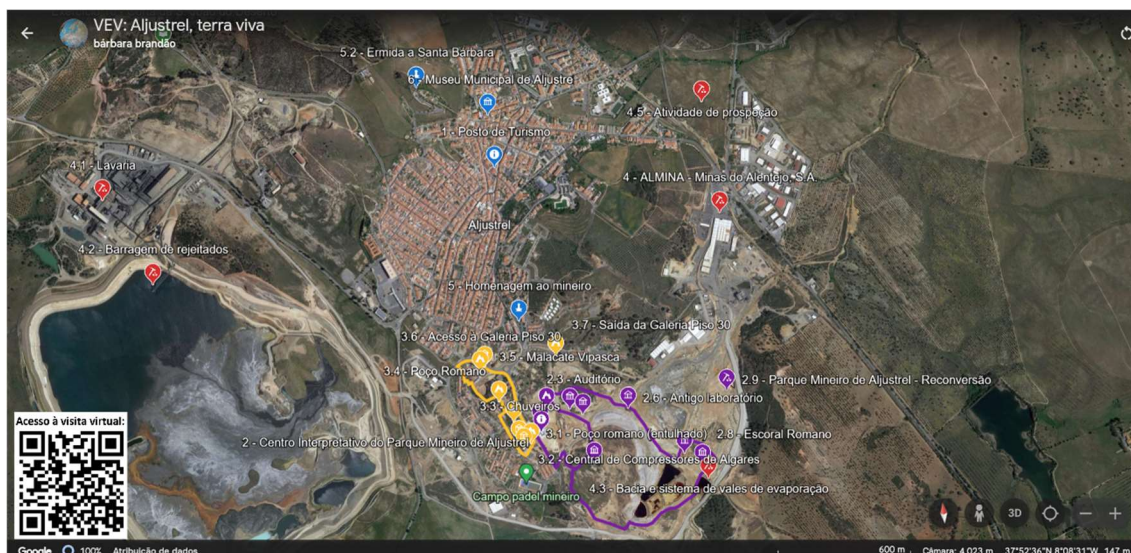 VEV: Aljustrel, terra viva
bárbara brandão
5.2 - Ermida a Santa Bárbara
6 - Museu Municipal de Aljustrel
4.5 - Atividade de prospeção
1 - Posto de Turismo
4.1 - Lavaria
4 - ALMINA - Minas do Alentejo, S.A.
Aljustrel
4.2 - Barragem de rejeitados
5 - Homenagem ao mineiro
3.7 - Saída da Galeria Piso 30
3.6 - Acesso à Galeria Piso 30
3.5 - Malacate Vipasca
3.4 - Poço Romano
2.3 - Auditório
2.9 - Parque Mineiro de Aljustrel - Reconversão
2.6 - Antigo laboratório
3.3 - Chuveiros
Acesso à visita virtual:
3.1 - Poço romano (entulhado)
2.8 - Escoral Romano
2 - Centro Interpretativo do Parque Mineiro de Aljustrel
3.2 - Central de Compressores de Algares
4.3 - Bacia e sistema de vales de evaporação
Campo padel mineiro
3D
Google
100%
Atribuição de dados
600 m
Câmara: 4 023 m
37°52'36"N 8°08'31"W
147 m